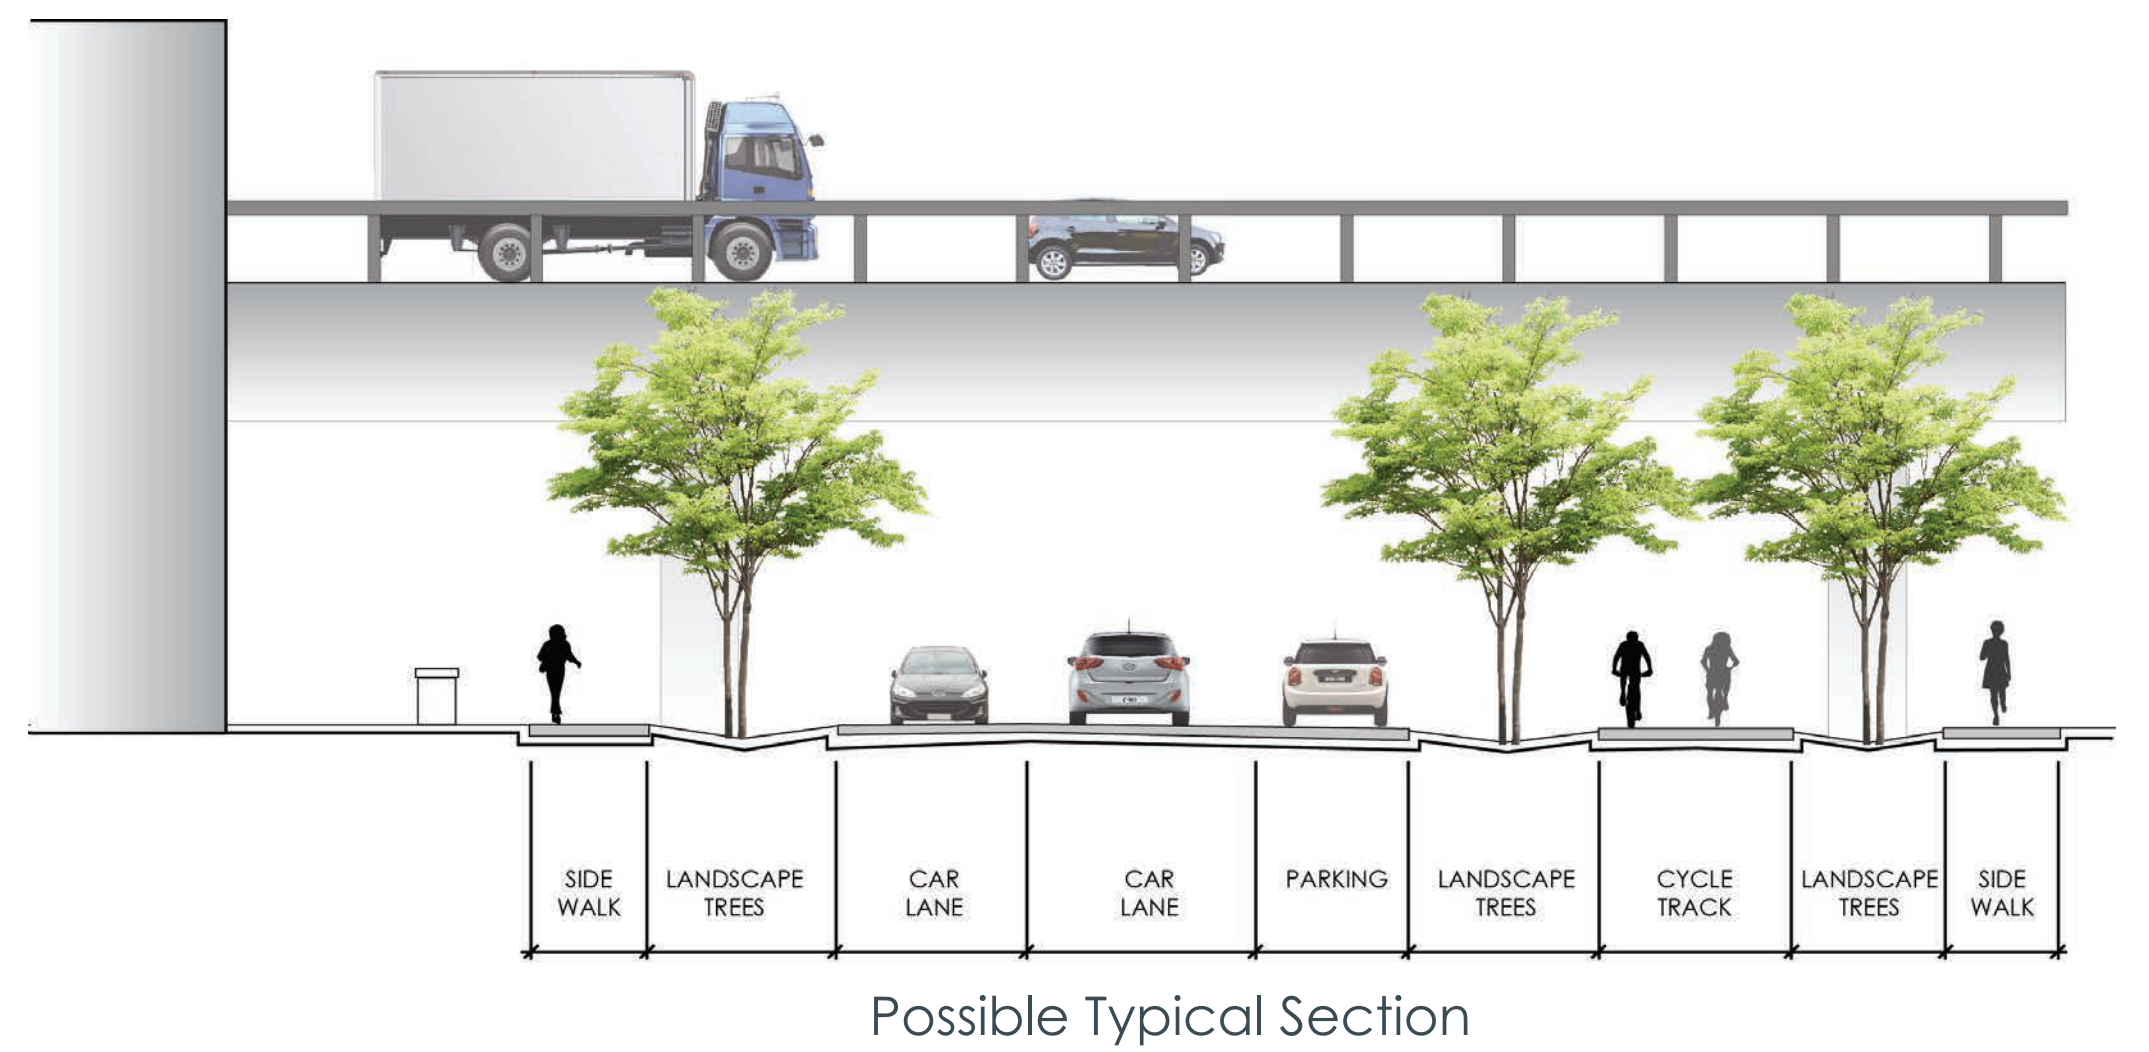 SIDE
WALK
LANDSCAPE
TREES
CAR
LANE
CAR
LANE
PARKING
LANDSCAPE
TREES
CYCLE
TRACK
LANDSCAPE
TREES
SIDE
WALK
Possible Typical Section